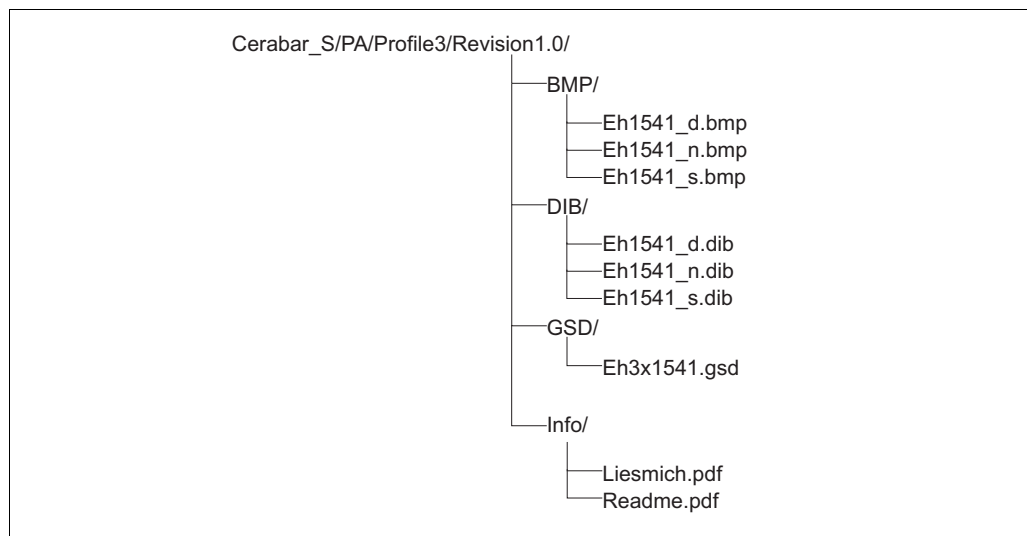 Cerabar_S/PA/Profile3/Revision1.0/
BMP/
Eh1541_d.bmp
Eh1541_n.bmp
Eh1541_s.bmp
DIB/
Eh1541_d.dib
Eh1541_n.dib
Eh1541_s.dib
GSD/
Eh3x1541.gsd
Info/
Liesmich.pdf
Readme.pdf